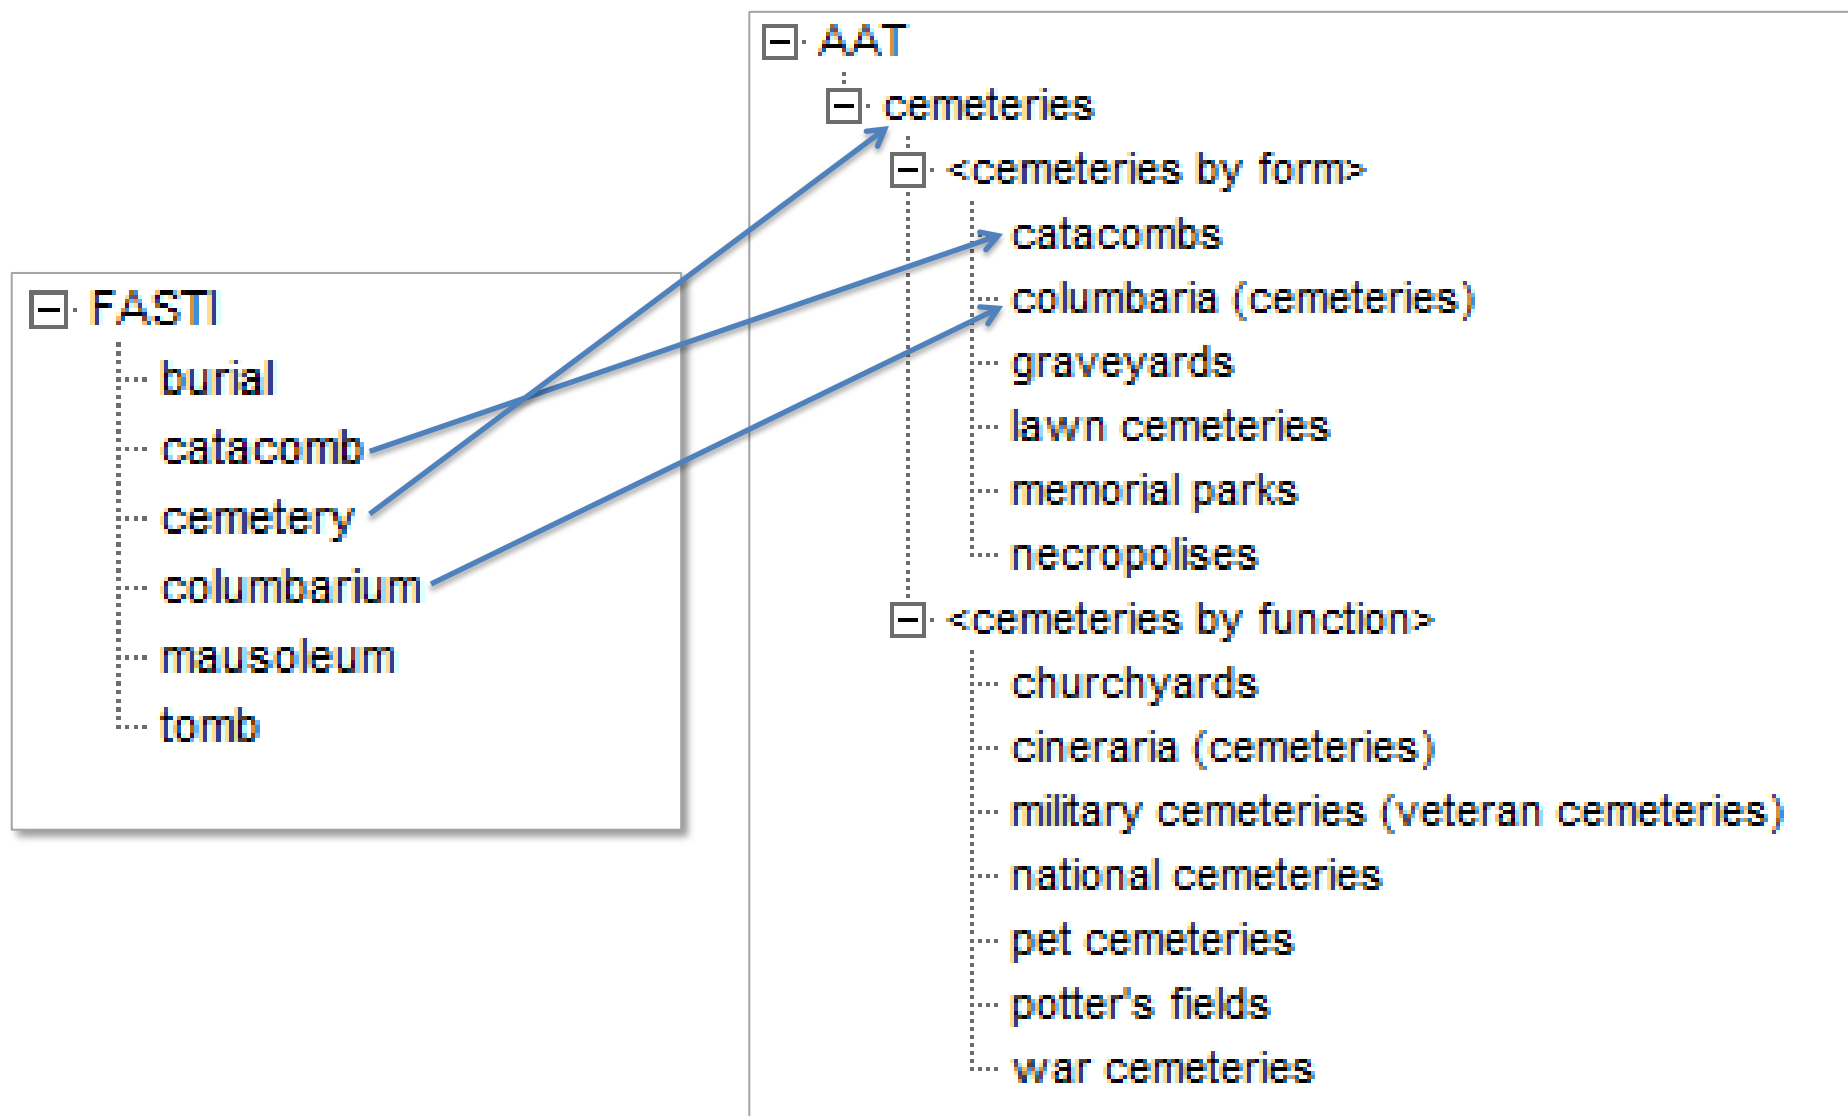 FASTI
burial
catacomb
cemetery
columbarium
mausoleum
tomb
AAT
cemeteries
<cemeteries by form>
catacombs
columbaria (cemeteries)
graveyards
lawn cemeteries
memorial parks
necropolises
<cemeteries by function>
churchyards
cineraria (cemeteries)
military cemeteries (veteran cemeteries)
national cemeteries
pet cemeteries
potter's fields
war cemeteries